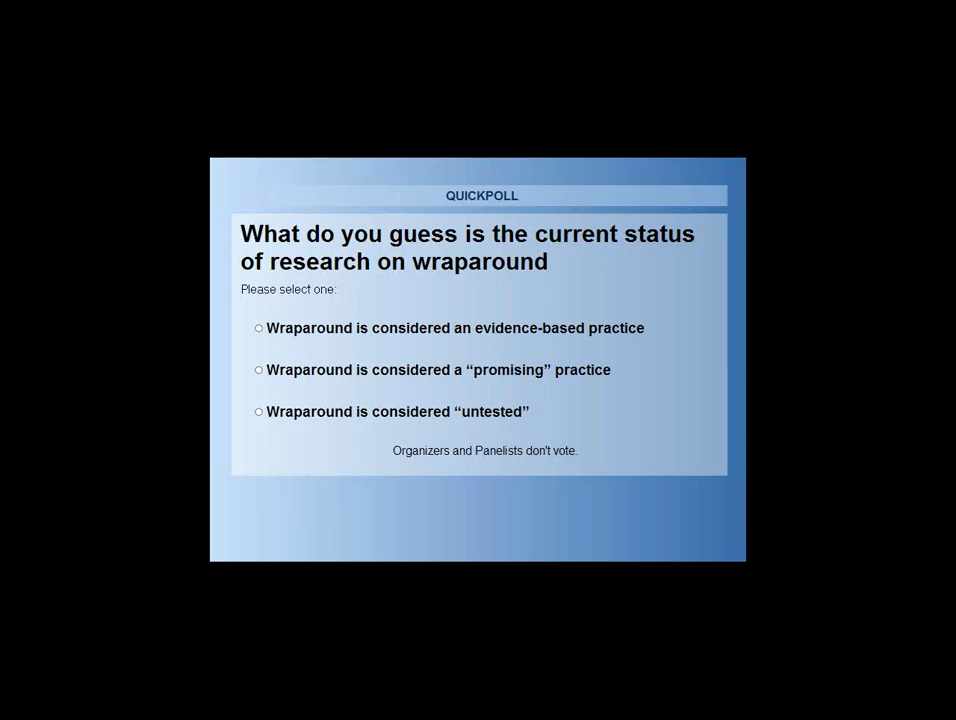 QUICKPOLL
What do you guess is the current status
of research on wraparound
Please select one:
Wraparound is considered an evidence-based practice
Wraparound is considered a “promising” practice
Wraparound is considered “untested”
Organizers and Panelists don't vote.